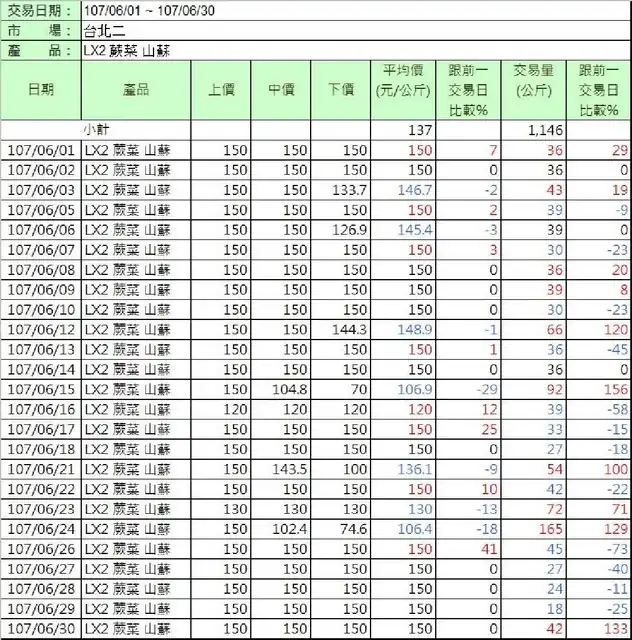 交易日期： 107/06/01 ~ 107/06/30
市 場： 台北二
產 品： LX2 蕨菜 山蘇
日期 產品 上價 中價 下價 平均價 (元/公斤) 跟前一 交易日 比較% 交易量 (公斤) 跟前一 交易日 比較%
小計 137 1,146
107/06/01 LX2 蕨菜 山蘇 150 150 150 150 7 36 29
107/06/02 LX2 蕨菜 山蘇 150 150 150 150 0 36 0
107/06/03 LX2 蕨菜 山蘇 150 150 133.7 146.7 -2 43 19
107/06/05 LX2 蕨菜 山蘇 150 150 150 150 2 39 -9
107/06/06 LX2 蕨菜 山蘇 150 150 126.9 145.4 -3 39 0
107/06/07 LX2 蕨菜 山蘇 150 150 150 150 3 30 -23
107/06/08 LX2 蕨菜 山蘇 150 150 150 150 0 36 20
107/06/09 LX2 蕨菜 山蘇 150 150 150 150 0 39 8
107/06/10 LX2 蕨菜 山蘇 150 150 150 150 0 30 -23
107/06/12 LX2 蕨菜 山蘇 150 150 144.3 148.9 -1 66 120
107/06/13 LX2 蕨菜 山蘇 150 150 150 150 1 36 -45
107/06/14 LX2 蕨菜 山蘇 150 150 150 150 0 36 0
107/06/15 LX2 蕨菜 山蘇 150 104.8 70 106.9 -29 92 156
107/06/16 LX2 蕨菜 山蘇 120 120 120 120 12 39 -58
107/06/17 LX2 蕨菜 山蘇 150 150 150 150 25 33 -15
107/06/18 LX2 蕨菜 山蘇 150 150 150 150 0 27 -18
107/06/21 LX2 蕨菜 山蘇 150 143.5 100 136.1 -9 54 100
107/06/22 LX2 蕨菜 山蘇 150 150 150 150 10 42 -22
107/06/23 LX2 蕨菜 山蘇 130 130 130 130 -13 72 71
107/06/24 LX2 蕨菜 山蘇 150 102.4 74.6 106.4 -18 165 129
107/06/26 LX2 蕨菜 山蘇 150 150 150 150 41 45 -73
107/06/27 LX2 蕨菜 山蘇 150 150 150 150 0 27 -40
107/06/28 LX2 蕨菜 山蘇 150 150 150 150 0 24 -11
107/06/29 LX2 蕨菜 山蘇 150 150 150 150 0 18 -25
107/06/30 LX2 蕨菜 山蘇 150 150 150 150 0 42 133